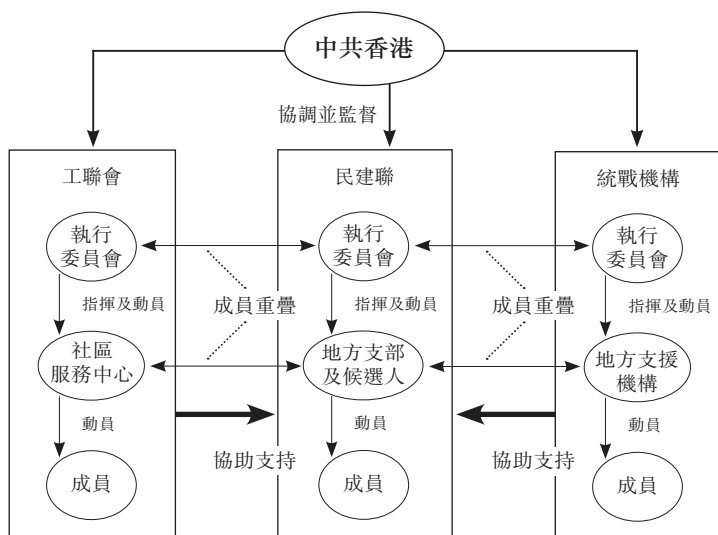 中共香港
協調並監督
工聯會
民建聯
統戰機構
執行
委員會
執行
委員會
執行
委員會
指揮及動員
成員重疊
指揮及動員
成員重疊
指揮及動員
社區
服務中心
地方支部
及候選人
地方支援
機構
動員
動員
動員
協助支持
協助支持
成員
成員
成員